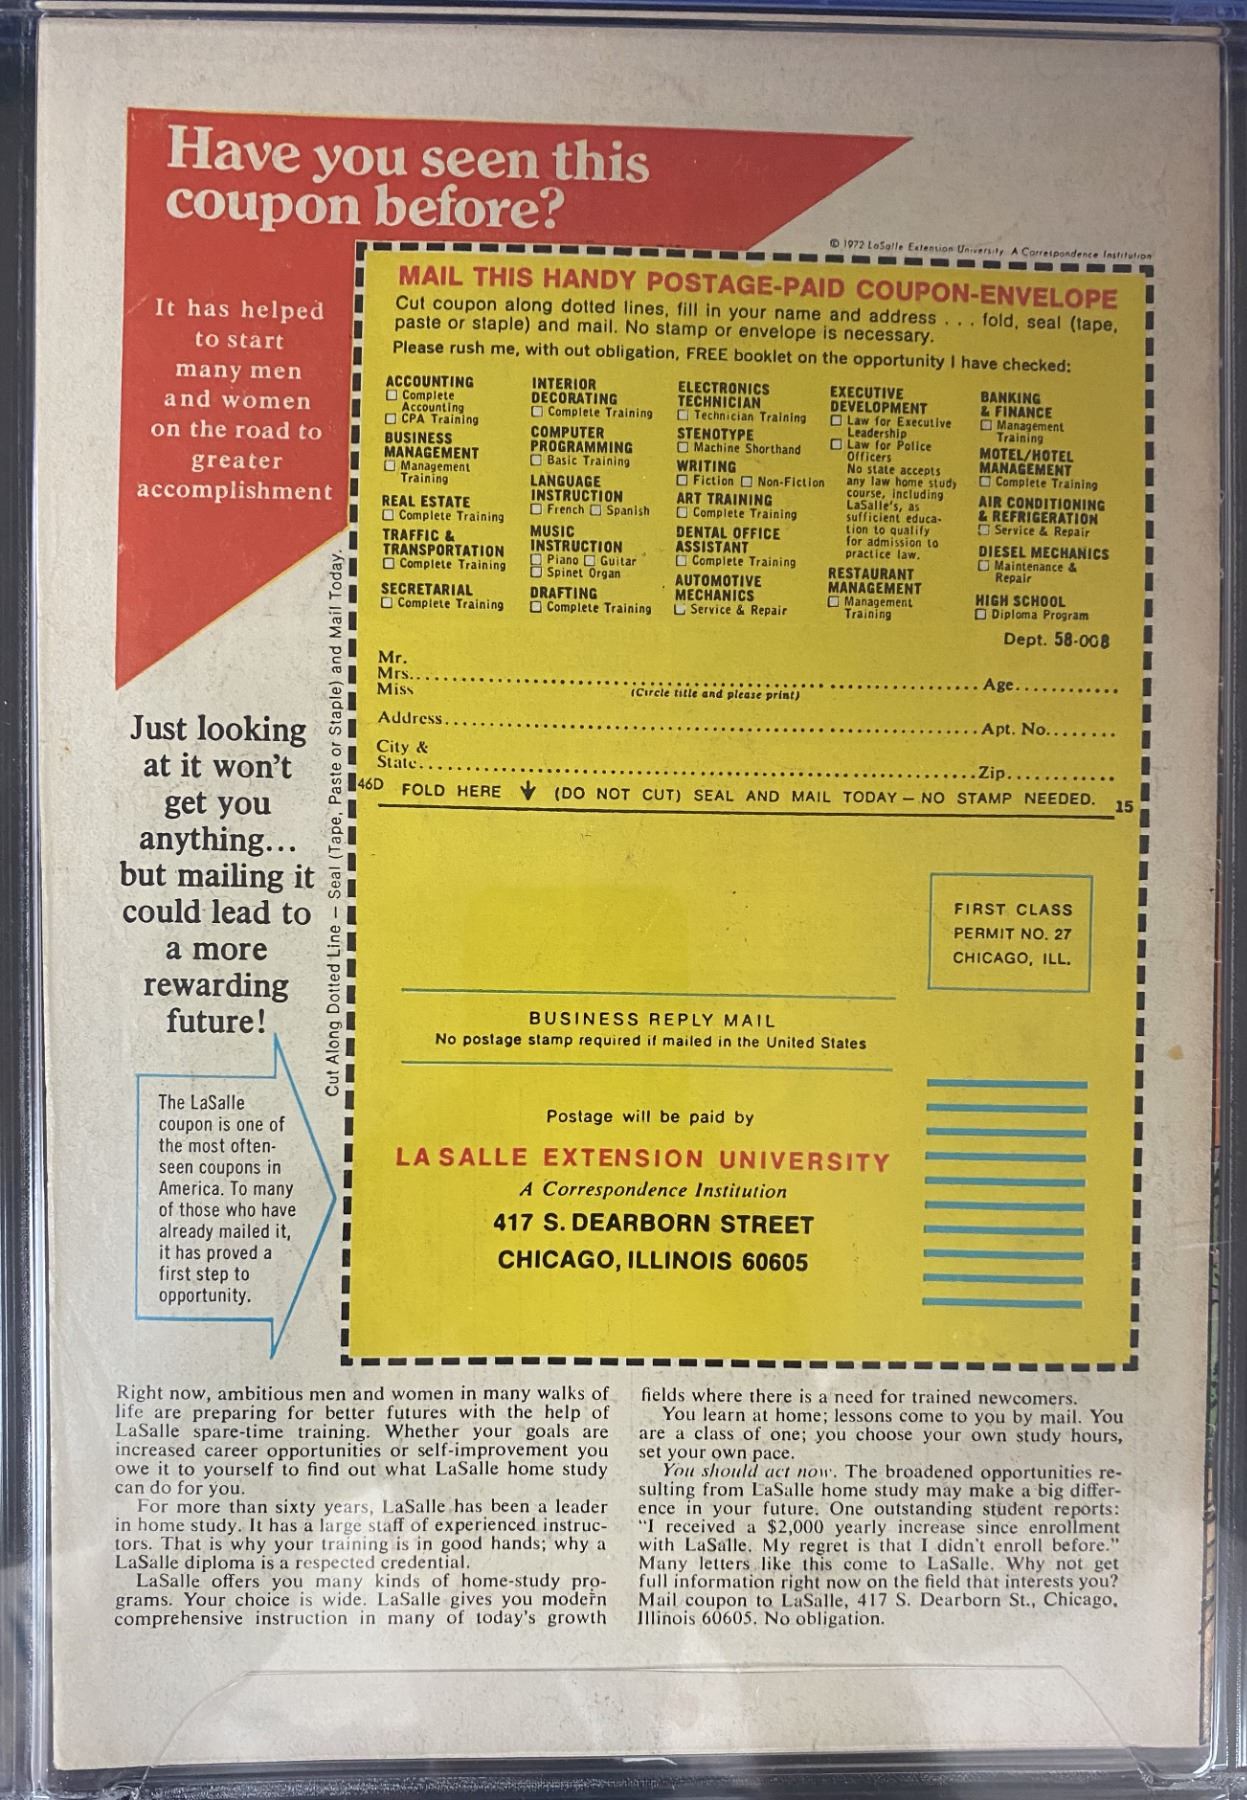 Have you seen this
coupon before?
It has helped
to start
many men
and women
on the road to
greater
accomplishment
© 1972 LaSalle Extension University A Correspondence Institution
MAIL THIS HANDY POSTAGE-PAID COUPON-ENVELOPE
Cut coupon along dotted lines, fill in your name and address . . . fold, seal (tape,
paste or staple) and mail. No stamp or envelope is necessary.
Please rush me, with out obligation, FREE booklet on the opportunity I have checked:
ACCOUNTING
☐ Complete
Accounting
☐ CPA Training
BUSINESS
MANAGEMENT
☐ Management
Training
REAL ESTATE
☐ Complete Training
TRAFFIC &
TRANSPORTATION
☐ Complete Training
SECRETARIAL
☐ Complete Training
INTERIOR
DECORATING
☐ Complete Training
COMPUTER
PROGRAMMING
☐ Basic Training
LANGUAGE
INSTRUCTION
☐ French ☐ Spanish
MUSIC
INSTRUCTION
☐ Piano ☐ Guitar
☐ Spinet Organ
DRAFTING
☐ Complete Training
ELECTRONICS
TECHNICIAN
☐ Technician Training
STENOTYPE
☐ Machine Shorthand
WRITING
☐ Fiction ☐ Non-Fiction
ART TRAINING
☐ Complete Training
DENTAL OFFICE
ASSISTANT
☐ Complete Training
AUTOMOTIVE
MECHANICS
☐ Service & Repair
EXECUTIVE
DEVELOPMENT
☐ Law for Executive
Leadership
☐ Law for Police
Officers
No state accepts
any law home study
course, including
LaSalle's, as
sufficient educa-
tion to qualify
for admission to
practice law.
RESTAURANT
MANAGEMENT
☐ Management
Training
BANKING
& FINANCE
☐ Management
Training
MOTEL/HOTEL
MANAGEMENT
☐ Complete Training
AIR CONDITIONING
& REFRIGERATION
☐ Service & Repair
DIESEL MECHANICS
☐ Maintenance &
Repair
HIGH SCHOOL
☐ Diploma Program
Dept. 58-008
Mr.
Mrs. Age
Miss (Circle title and please print)
Address Apt. No.
City &
State Zip
46D FOLD HERE ↓ (DO NOT CUT) SEAL AND MAIL TODAY – NO STAMP NEEDED. 15
Cut Along Dotted Line – Seal (Tape, Paste or Staple) and Mail Today.
Just looking
at it won't
get you
anything...
but mailing it
could lead to
a more
rewarding
future!
The LaSalle
coupon is one of
the most often-
seen coupons in
America. To many
of those who have
already mailed it,
it has proved a
first step to
opportunity.
FIRST CLASS
PERMIT NO. 27
CHICAGO, ILL.
BUSINESS REPLY MAIL
No postage stamp required if mailed in the United States
Postage will be paid by
LA SALLE EXTENSION UNIVERSITY
A Correspondence Institution
417 S. DEARBORN STREET
CHICAGO, ILLINOIS 60605
Right now, ambitious men and women in many walks of
life are preparing for better futures with the help of
LaSalle spare-time training. Whether your goals are
increased career opportunities or self-improvement you
owe it to yourself to find out what LaSalle home study
can do for you.
For more than sixty years, LaSalle has been a leader
in home study. It has a large staff of experienced instruc-
tors. That is why your training is in good hands; why a
LaSalle diploma is a respected credential.
LaSalle offers you many kinds of home-study pro-
grams. Your choice is wide. LaSalle gives you modern
comprehensive instruction in many of today's growth
fields where there is a need for trained newcomers.
You learn at home; lessons come to you by mail. You
are a class of one; you choose your own study hours,
set your own pace.
You should act now. The broadened opportunities re-
sulting from LaSalle home study may make a big differ-
ence in your future. One outstanding student reports:
"I received a $2,000 yearly increase since enrollment
with LaSalle. My regret is that I didn't enroll before."
Many letters like this come to LaSalle. Why not get
full information right now on the field that interests you?
Mail coupon to LaSalle, 417 S. Dearborn St., Chicago,
Illinois 60605. No obligation.